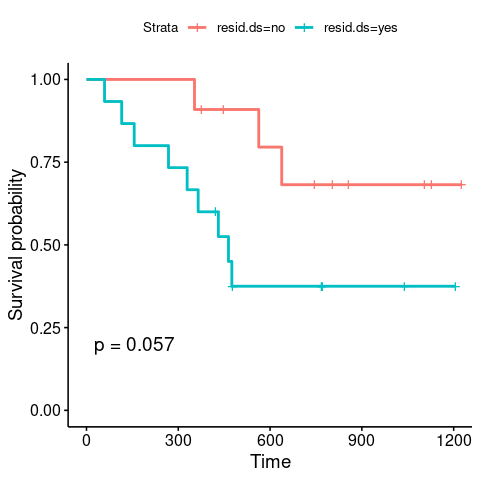 Strata resid.ds=no resid.ds=yes
Survival probability
1.00
0.75
0.50
0.25
0.00
p = 0.057
0 300 600 900 1200
Time